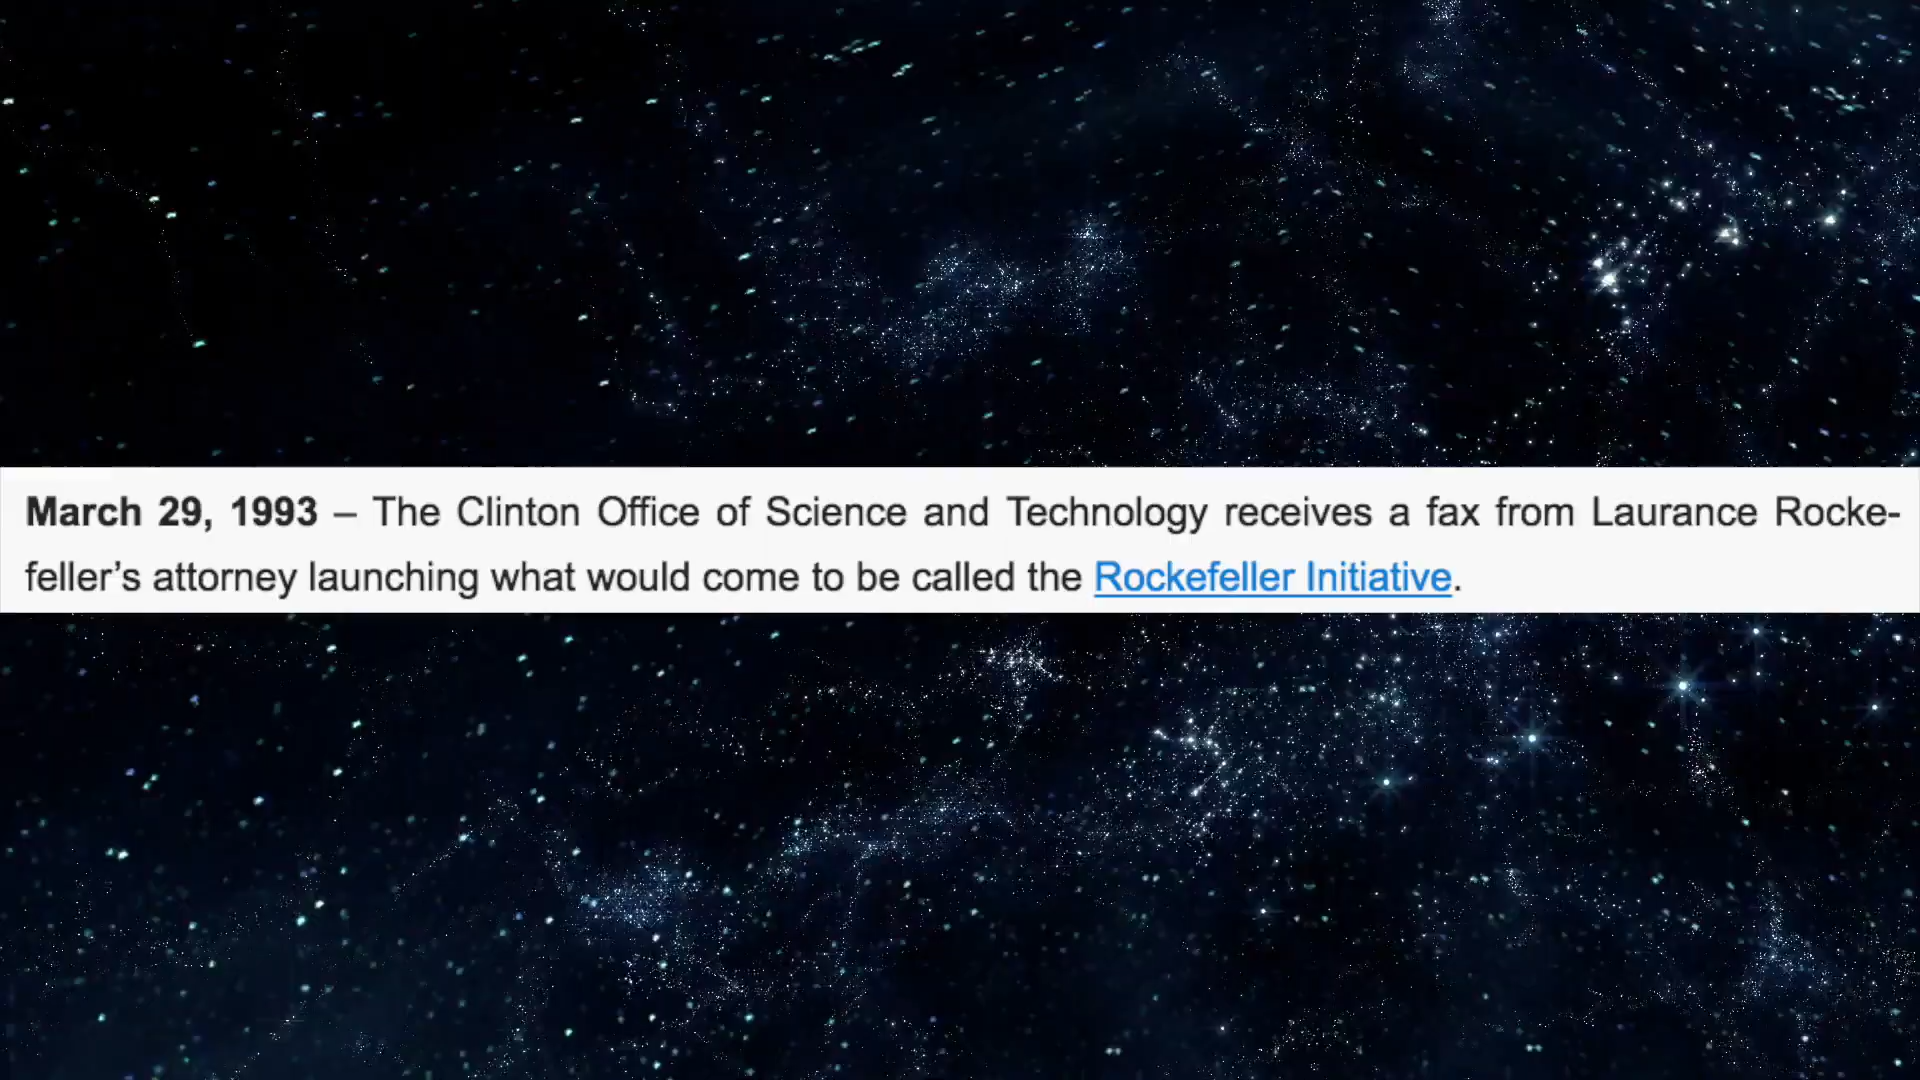 March 29, 1993 – The Clinton Office of Science and Technology receives a fax from Laurance Rocke-
feller’s attorney launching what would come to be called the Rockefeller Initiative.